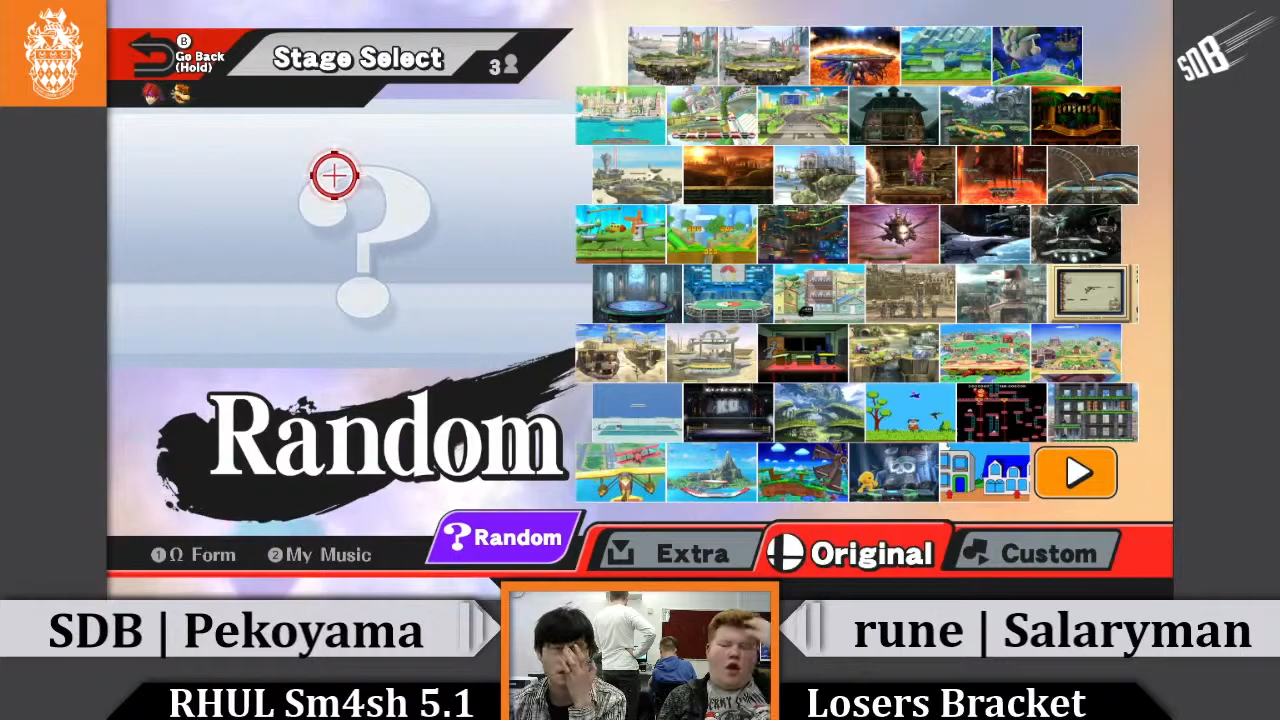 B
Go Back
(Hold)
Stage Select
3
SDB
Random
1 Ω Form
2 My Music
? Random
Extra
Original
Custom
SDB | Pekoyama
rune | Salaryman
RHUL Sm4sh 5.1
Losers Bracket